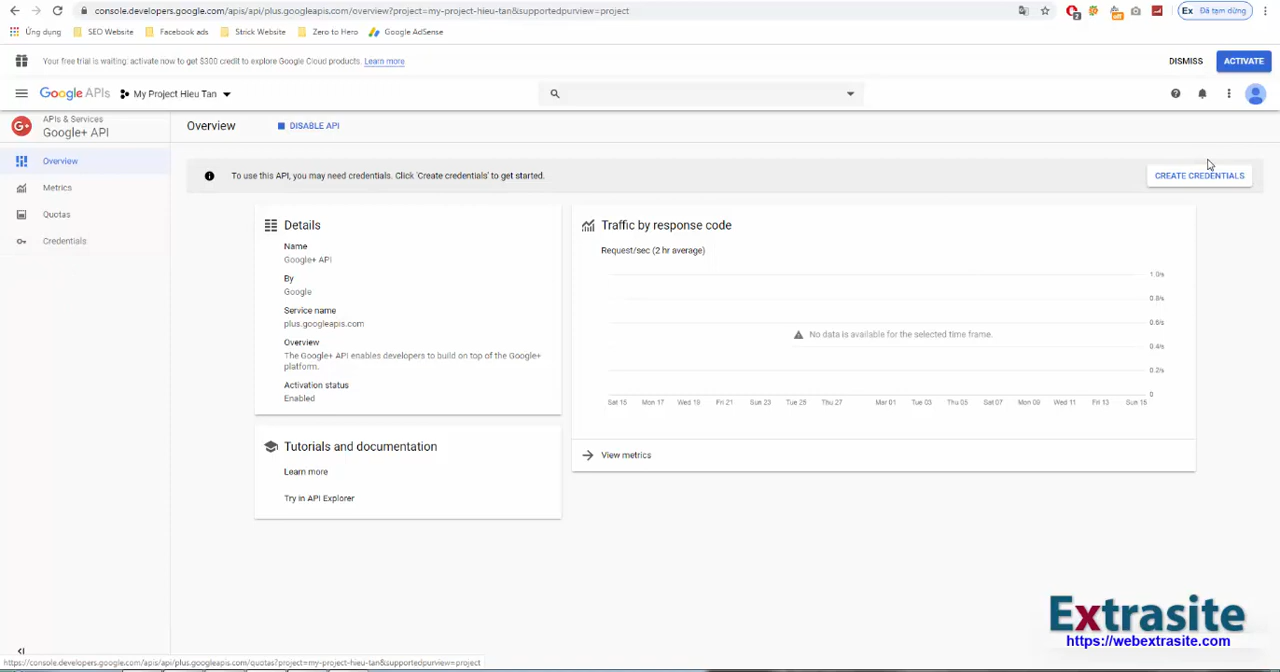 console.developers.google.com/apis/api/plus.googleapis.com/overview?project=my-project-hieu-tan&supportedpurview=project
Ex Đã tạm dừng
Ứng dụng SEO Website Facebook ads Strick Website Zero to Hero Google AdSense
Your free trial is waiting: activate now to get $300 credit to explore Google Cloud products. Learn more
DISMISS
ACTIVATE
Google APIs My Project Hieu Tan
APIs & Services
Google+ API
Overview
DISABLE API
Overview
Metrics
Quotas
Credentials
To use this API, you may need credentials. Click 'Create credentials' to get started.
CREATE CREDENTIALS
Details
Name
Google+ API
By
Google
Service name
plus.googleapis.com
Overview
The Google+ API enables developers to build on top of the Google+
platform.
Activation status
Enabled
Tutorials and documentation
Learn more
Try in API Explorer
Traffic by response code
Request/sec (2 hr average)
1.0/s
0.8/s
0.6/s
No data is available for the selected time frame.
0.4/s
0.2/s
0
Sat 15 Mon 17 Wed 19 Fri 21 Sun 23 Tue 25 Thu 27 Mar 01 Tue 03 Thu 05 Sat 07 Mon 09 Wed 11 Fri 13 Sun 15
View metrics
Extrasite
https://webextrasite.com
https://console.developers.google.com/apis/api/plus.googleapis.com/quotas?project=my-project-hieu-tan&supportedpurview=project